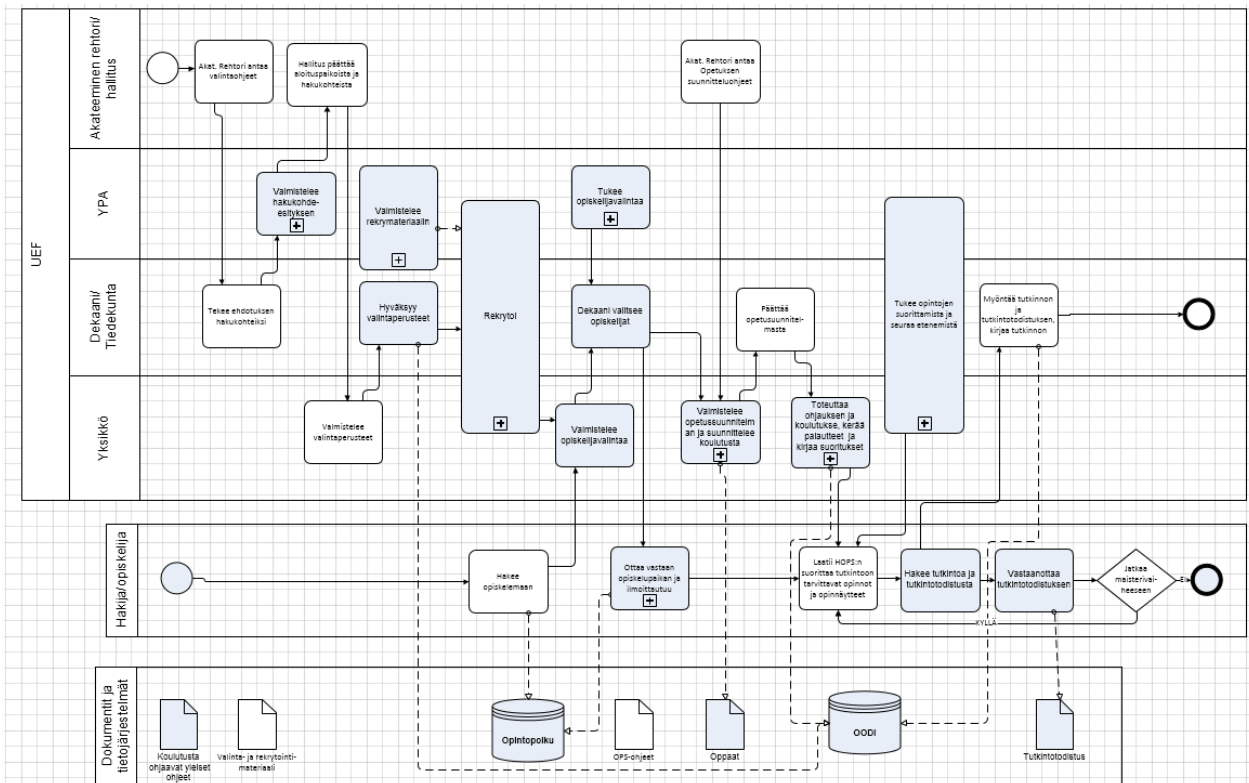 UEF
Akateeminen rehtori/
hallitus
Akat. Rehtori antaa
valintaohjeet
Hallitus päättää
aloituspaikoista ja
hakukohteista
Akat. Rehtori antaa
Opetuksen
suunnitteluohjeet
YPA
Valmistelee
hakukohde-
esityksen
Valmistelee
rekrymateriaalin
Tukee
opiskelijavalintaa
Dekaani/
Tiedekunta
Tekee ehdotuksen
hakukohteiksi
Hyväksyy
valintaperusteet
Rekrytoi
Dekaani valitsee
opiskelijat
Päättää
opetussuunnitel-
masta
Tukee opintojen
suorittamista ja
seuraa etenemistä
Myöntää tutkinnon
ja
tutkintotodistuksen,
kirjaa tutkinnon
Yksikkö
Valmistelee
valintaperusteet
Valmistelee
opiskelijavalintaa
Valmistelee
opetussuunnitelm
an ja suunnittelee
koulutusta
Toteuttaa
ohjauksen ja
koulutukse, kerää
palautteet ja
kirjaa suoritukset
Hakija/opiskelija
Hakee
opiskelemaan
Ottaa vastaan
opiskelupaikan ja
ilmoittautuu
Laatii HOPS:n
suorittaa tutkintoon
tarvittavat opinnot
ja opinnäytteet
Hakee tutkintoa ja
tutkintotodistusta
Vastaanottaa
tutkintotodistuksen
Jatkaa
maisterivai-
heeseen
EI
KYLLÄ
Dokumentit ja
tietojärjestelmät
Koulutusta
ohjaavat yleiset
ohjeet
Valinta- ja rekrytointi-
materiaali
Opintopolku
OPS-ohjeet
Oppaat
OODI
Tutkintotodistus